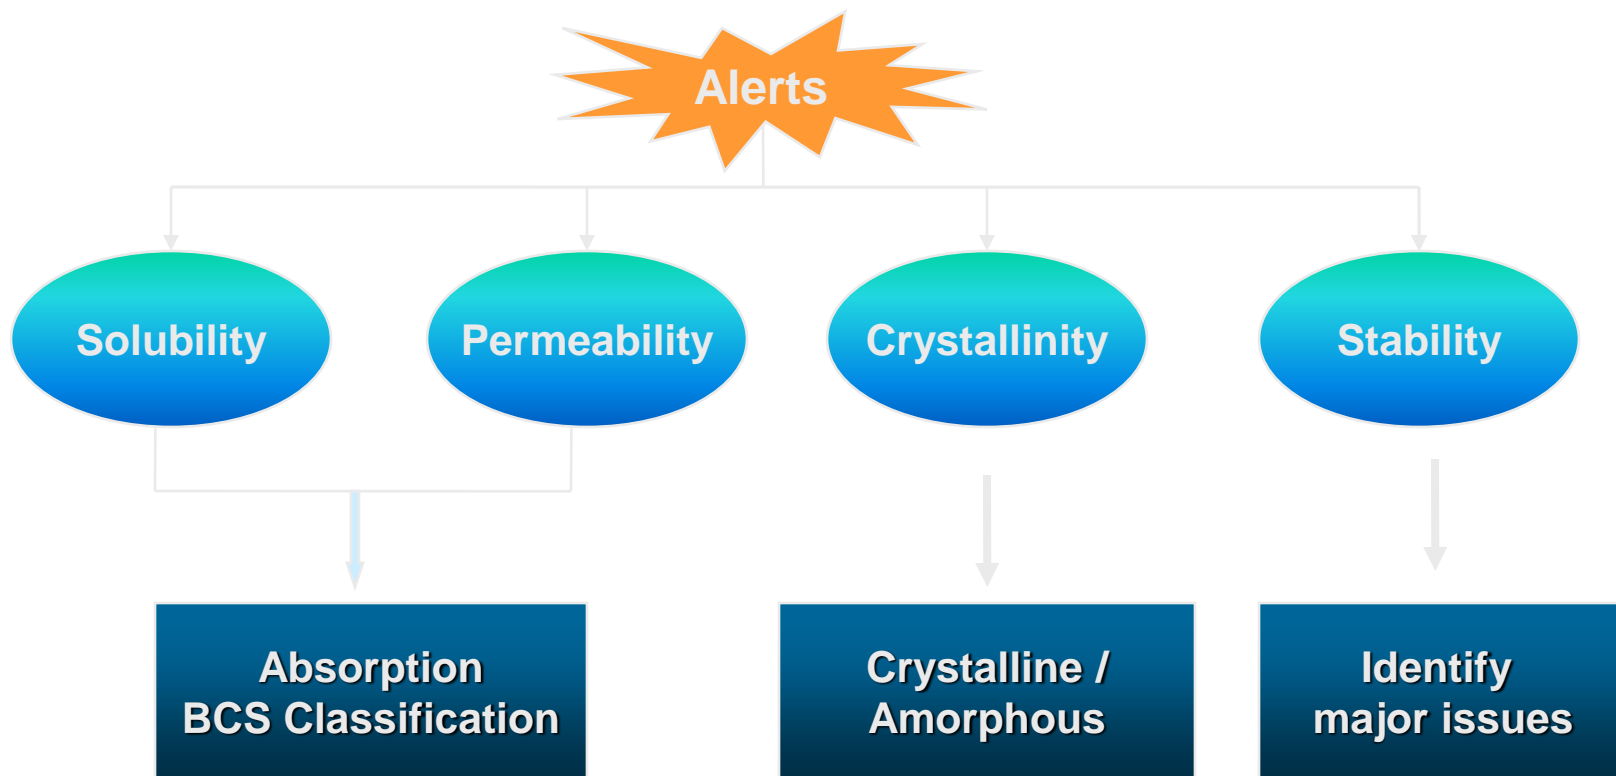 Alerts
Solubility
Permeability
Crystallinity
Stability
Absorption
BCS Classification
Crystalline /
Amorphous
Identify
major issues